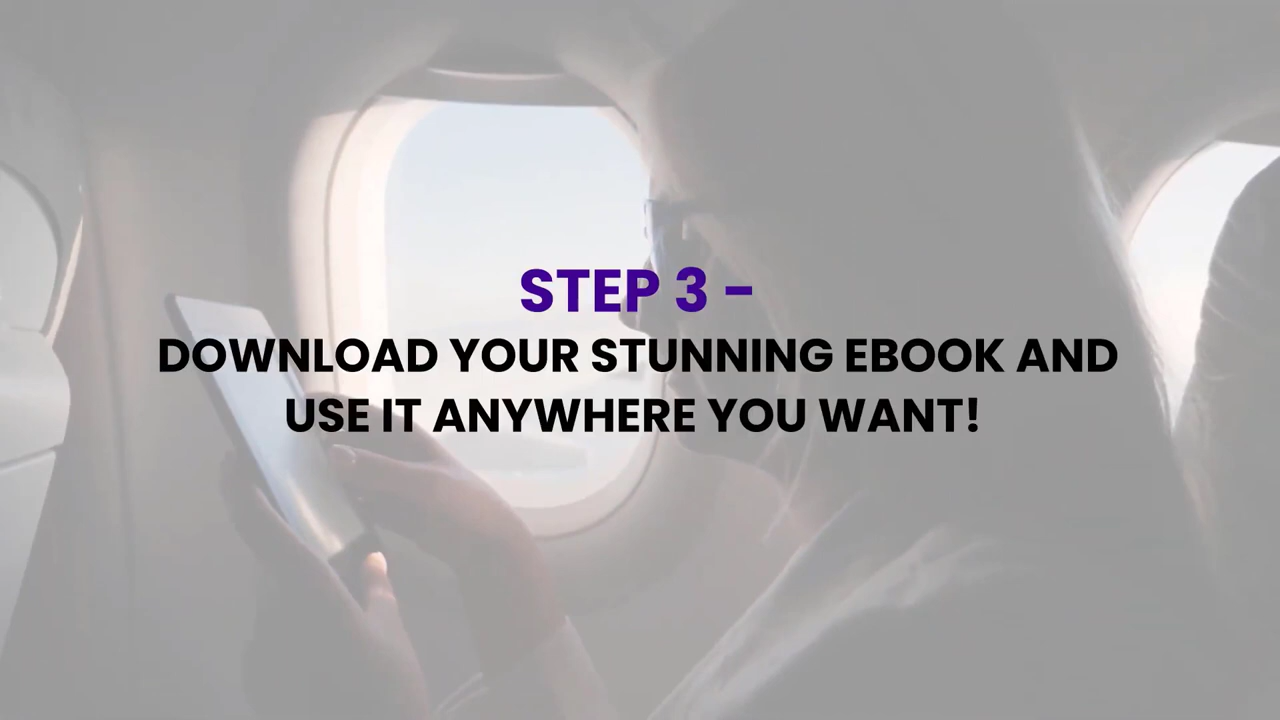 STEP 3 –
DOWNLOAD YOUR STUNNING EBOOK AND
USE IT ANYWHERE YOU WANT!